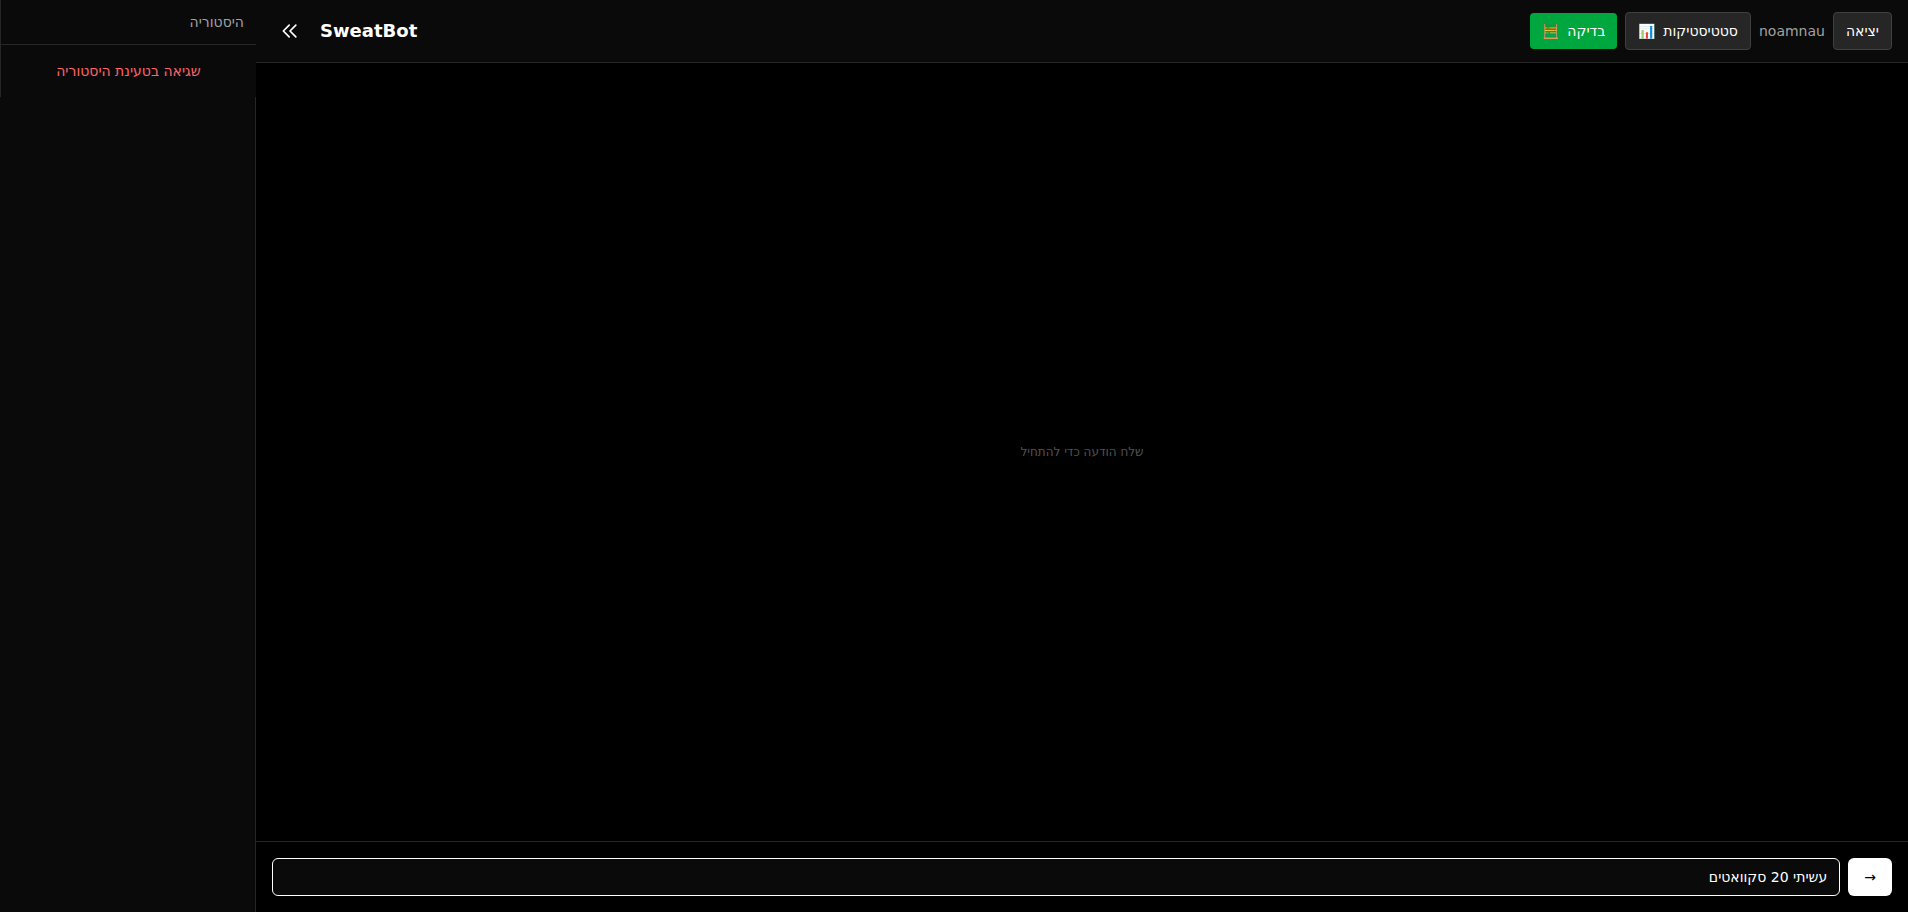 היסטוריה
שגיאה בטעינת היסטוריה
SweatBot
יציאה
noamnau
סטטיסטיקות
בדיקה
שלח הודעה כדי להתחיל
עשיתי 20 סקוואטים
→